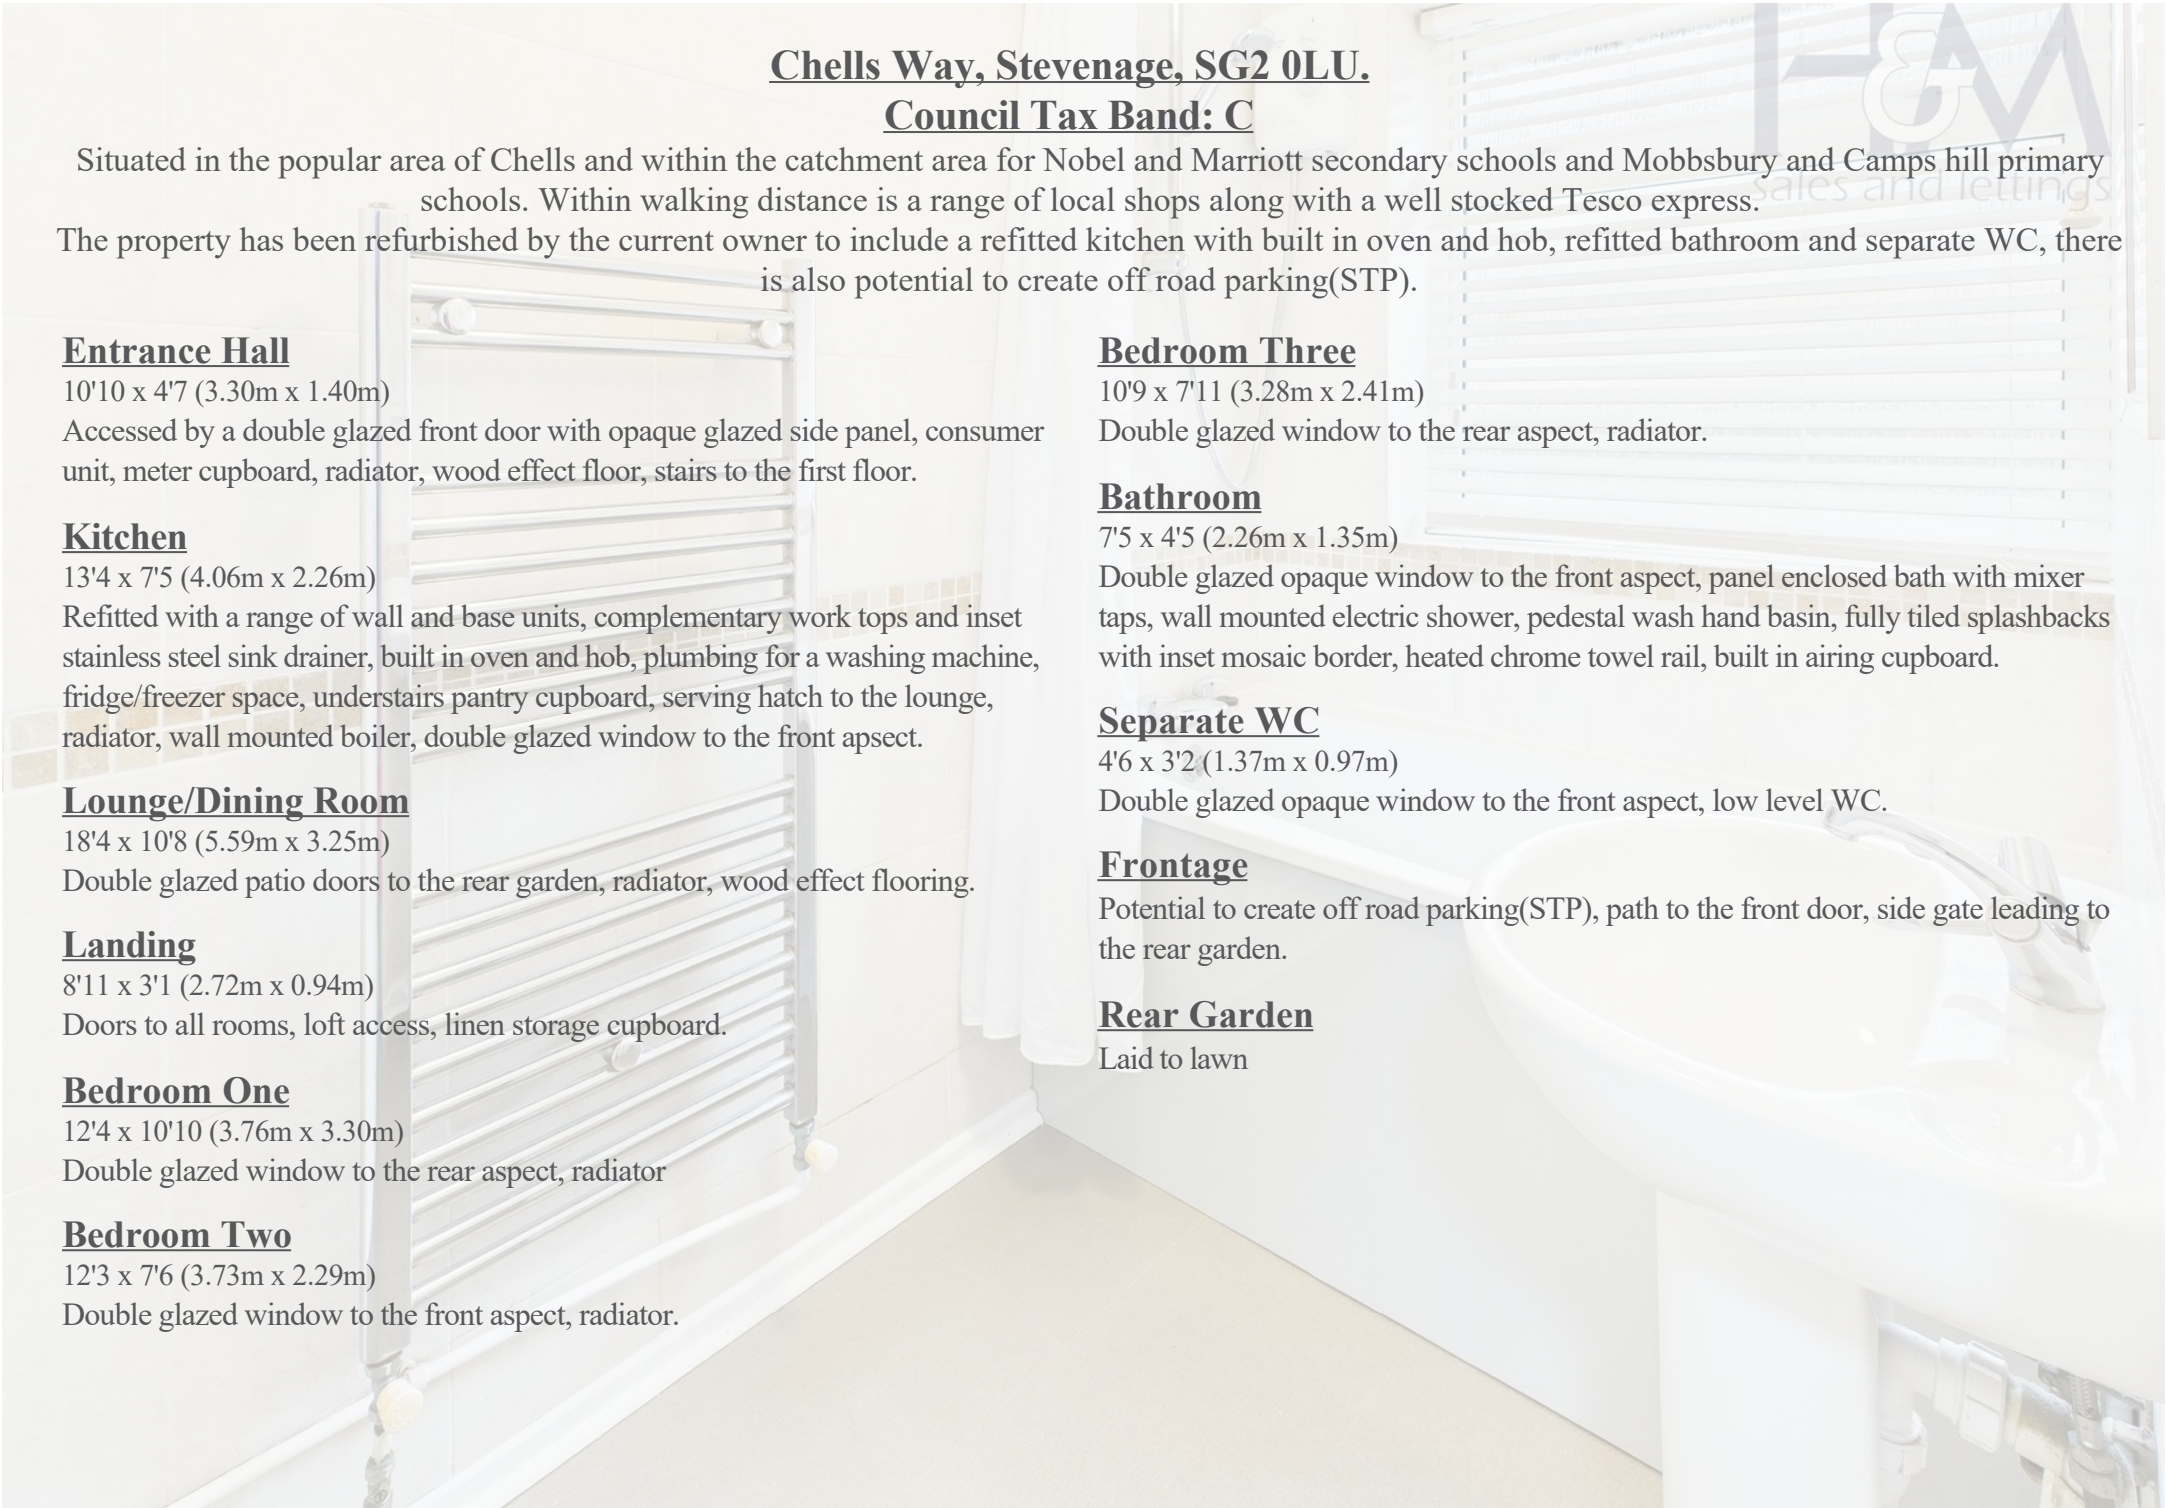 H&M
sales and lettings
Chells Way, Stevenage, SG2 0LU.
Council Tax Band: C
Situated in the popular area of Chells and within the catchment area for Nobel and Marriott secondary schools and Mobbsbury and Camps hill primary
schools. Within walking distance is a range of local shops along with a well stocked Tesco express.
The property has been refurbished by the current owner to include a refitted kitchen with built in oven and hob, refitted bathroom and separate WC, there
is also potential to create off road parking(STP).
Entrance Hall
10'10 x 4'7 (3.30m x 1.40m)
Accessed by a double glazed front door with opaque glazed side panel, consumer
unit, meter cupboard, radiator, wood effect floor, stairs to the first floor.
Kitchen
13'4 x 7'5 (4.06m x 2.26m)
Refitted with a range of wall and base units, complementary work tops and inset
stainless steel sink drainer, built in oven and hob, plumbing for a washing machine,
fridge/freezer space, understairs pantry cupboard, serving hatch to the lounge,
radiator, wall mounted boiler, double glazed window to the front apsect.
Lounge/Dining Room
18'4 x 10'8 (5.59m x 3.25m)
Double glazed patio doors to the rear garden, radiator, wood effect flooring.
Landing
8'11 x 3'1 (2.72m x 0.94m)
Doors to all rooms, loft access, linen storage cupboard.
Bedroom One
12'4 x 10'10 (3.76m x 3.30m)
Double glazed window to the rear aspect, radiator
Bedroom Two
12'3 x 7'6 (3.73m x 2.29m)
Double glazed window to the front aspect, radiator.
Bedroom Three
10'9 x 7'11 (3.28m x 2.41m)
Double glazed window to the rear aspect, radiator.
Bathroom
7'5 x 4'5 (2.26m x 1.35m)
Double glazed opaque window to the front aspect, panel enclosed bath with mixer
taps, wall mounted electric shower, pedestal wash hand basin, fully tiled splashbacks
with inset mosaic border, heated chrome towel rail, built in airing cupboard.
Separate WC
4'6 x 3'2 (1.37m x 0.97m)
Double glazed opaque window to the front aspect, low level WC.
Frontage
Potential to create off road parking(STP), path to the front door, side gate leading to
the rear garden.
Rear Garden
Laid to lawn